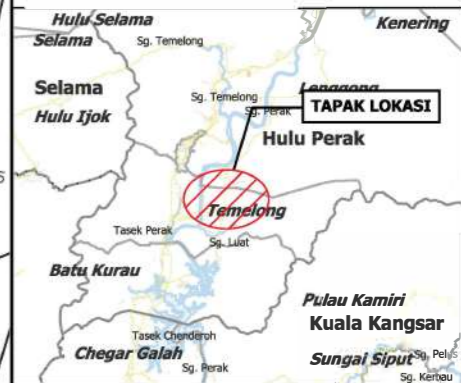 Hulu Selama
Selama
Sg. Temelong
Kenering
Selama
Hulu Ijok
Sg. Temelong
Lenggong
Sg. Perak
TAPAK LOKASI
Hulu Perak
Temelong
Tasek Perak
Sg. Luat
Batu Kurau
Pulau Kamiri
Kuala Kangsar
Tasek Chenderoh
Chegar Galah
Sg. Perak
Sungai Siput
Sg. Pelus
Sg. Kerbau